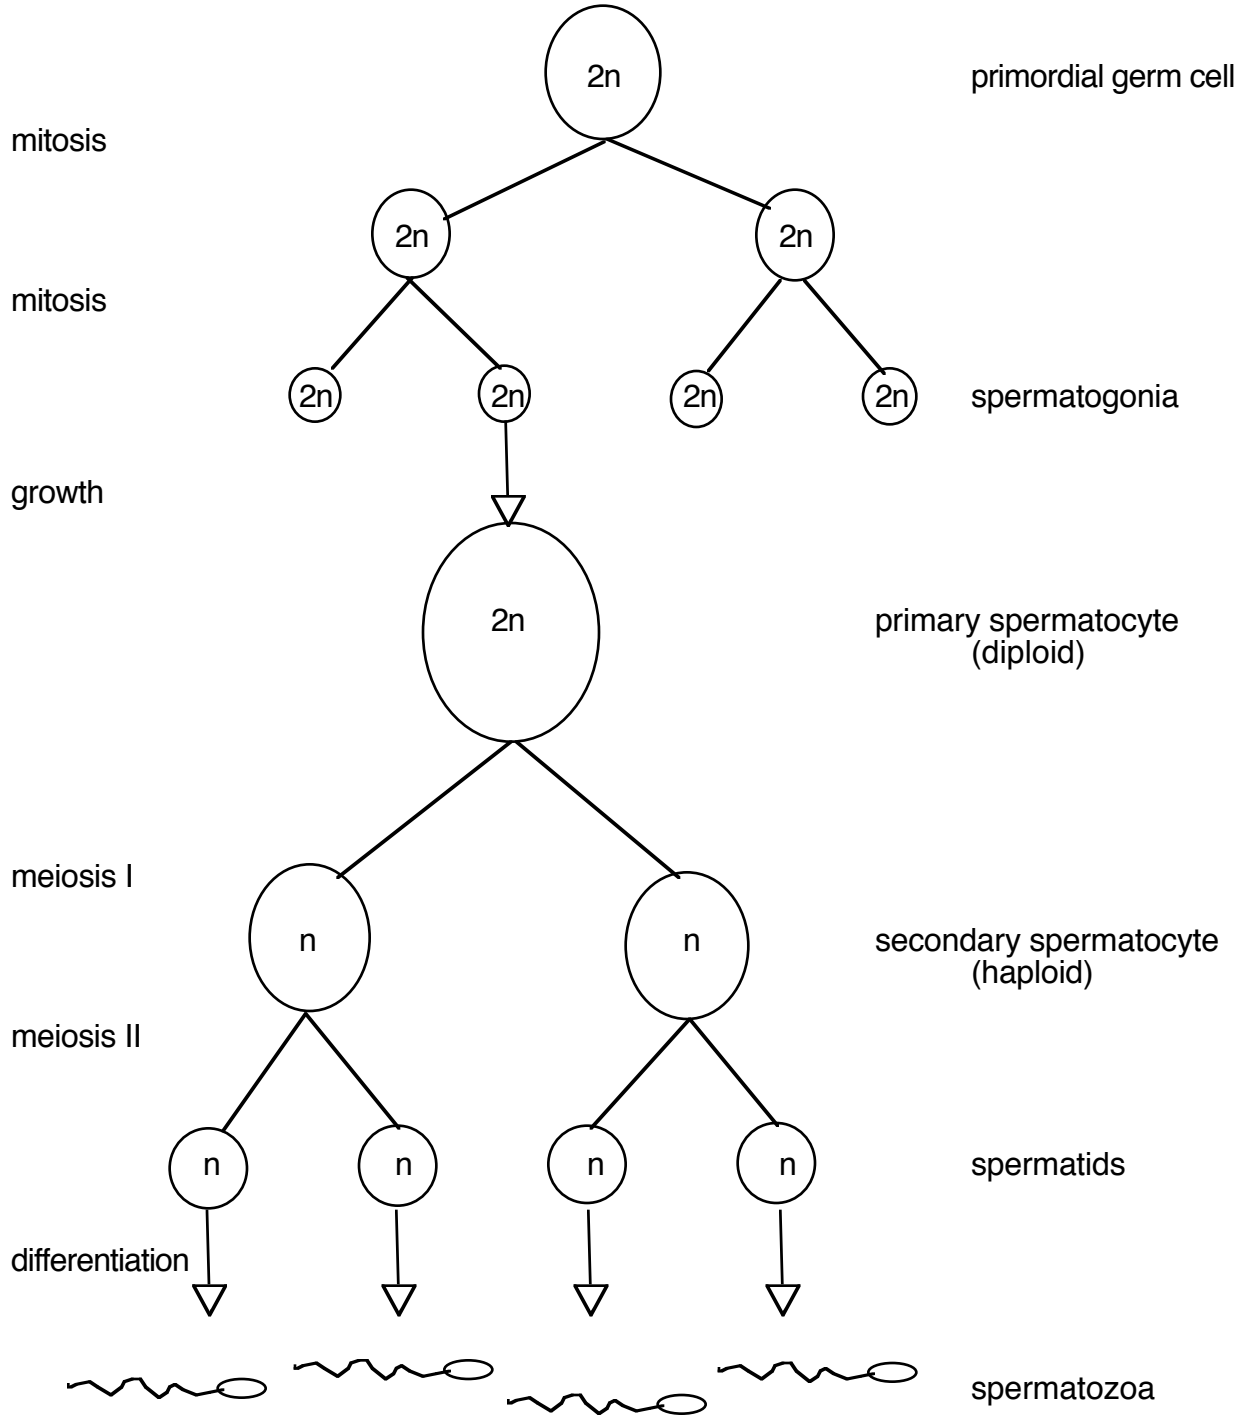 2n
primordial germ cell
mitosis
2n
2n
mitosis
2n
2n
2n
2n
spermatogonia
growth
2n
primary spermatocyte
(diploid)
meiosis I
n
n
secondary spermatocyte
(haploid)
meiosis II
n
n
n
n
spermatids
differentiation
spermatozoa